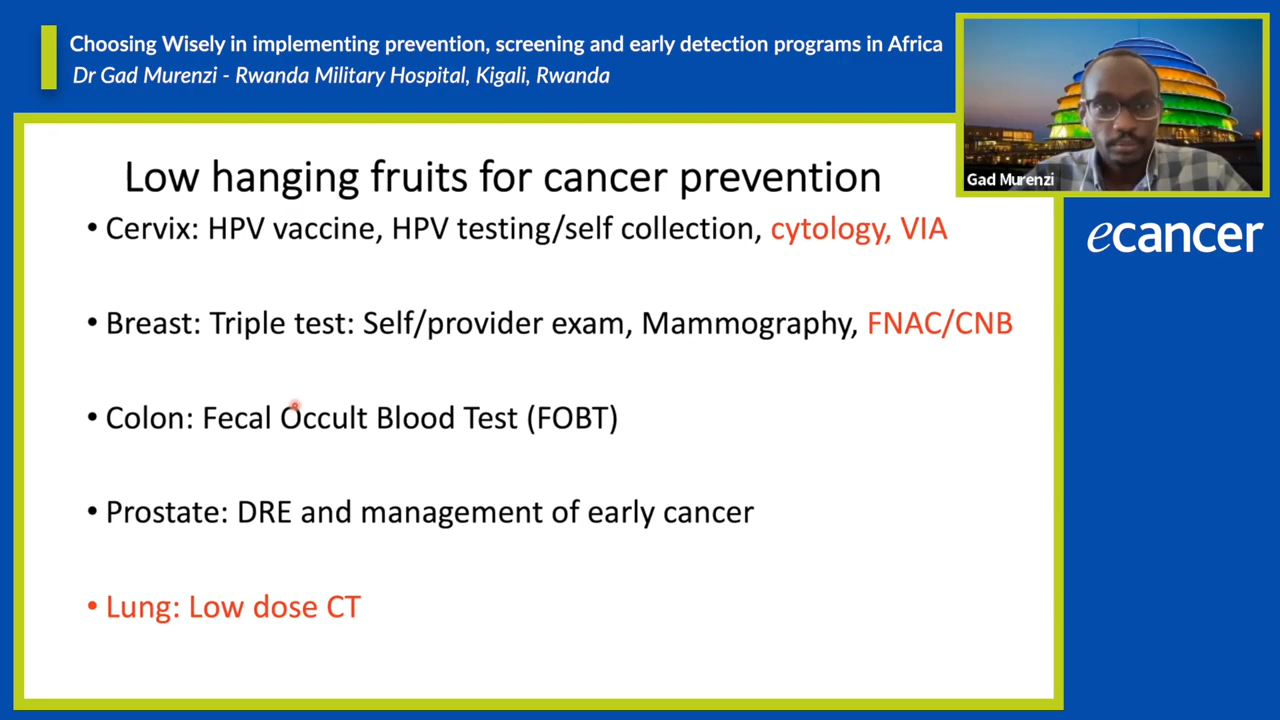 Choosing Wisely in implementing prevention, screening and early detection programs in Africa
Dr Gad Murenzi - Rwanda Military Hospital, Kigali, Rwanda
Gad Murenzi
ecancer
Low hanging fruits for cancer prevention
• Cervix: HPV vaccine, HPV testing/self collection, cytology, VIA
• Breast: Triple test: Self/provider exam, Mammography, FNAC/CNB
• Colon: Fecal Occult Blood Test (FOBT)
• Prostate: DRE and management of early cancer
• Lung: Low dose CT